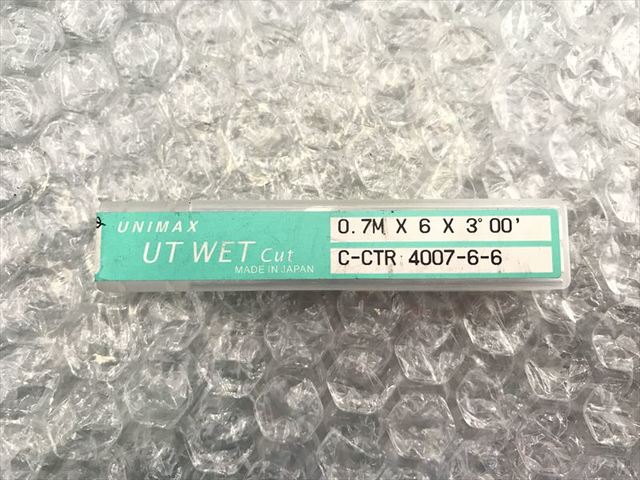 UNIMAX
UT WET Cut
MADE IN JAPAN
0.7M X 6 X 3°00'
C-CTR 4007-6-6